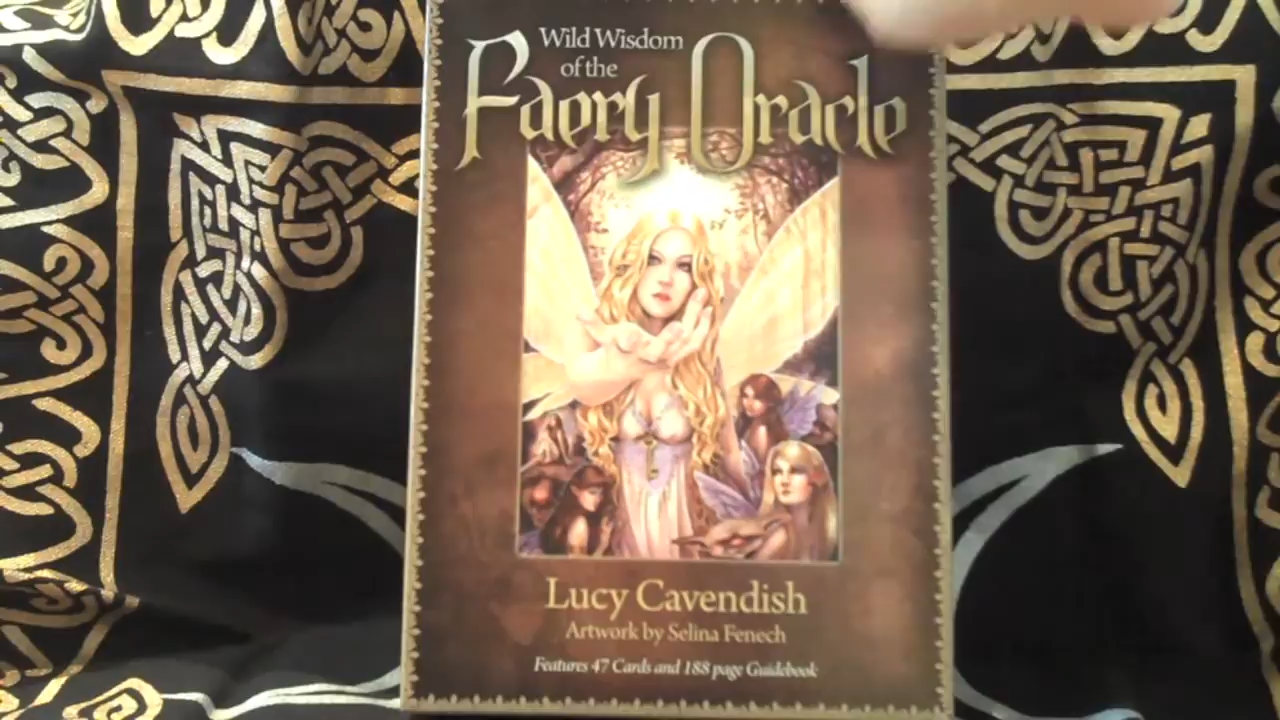 Wild Wisdom
of the
Faery Oracle
Lucy Cavendish
Artwork by Selina Fenech
Features 47 Cards and 188 page Guidebook